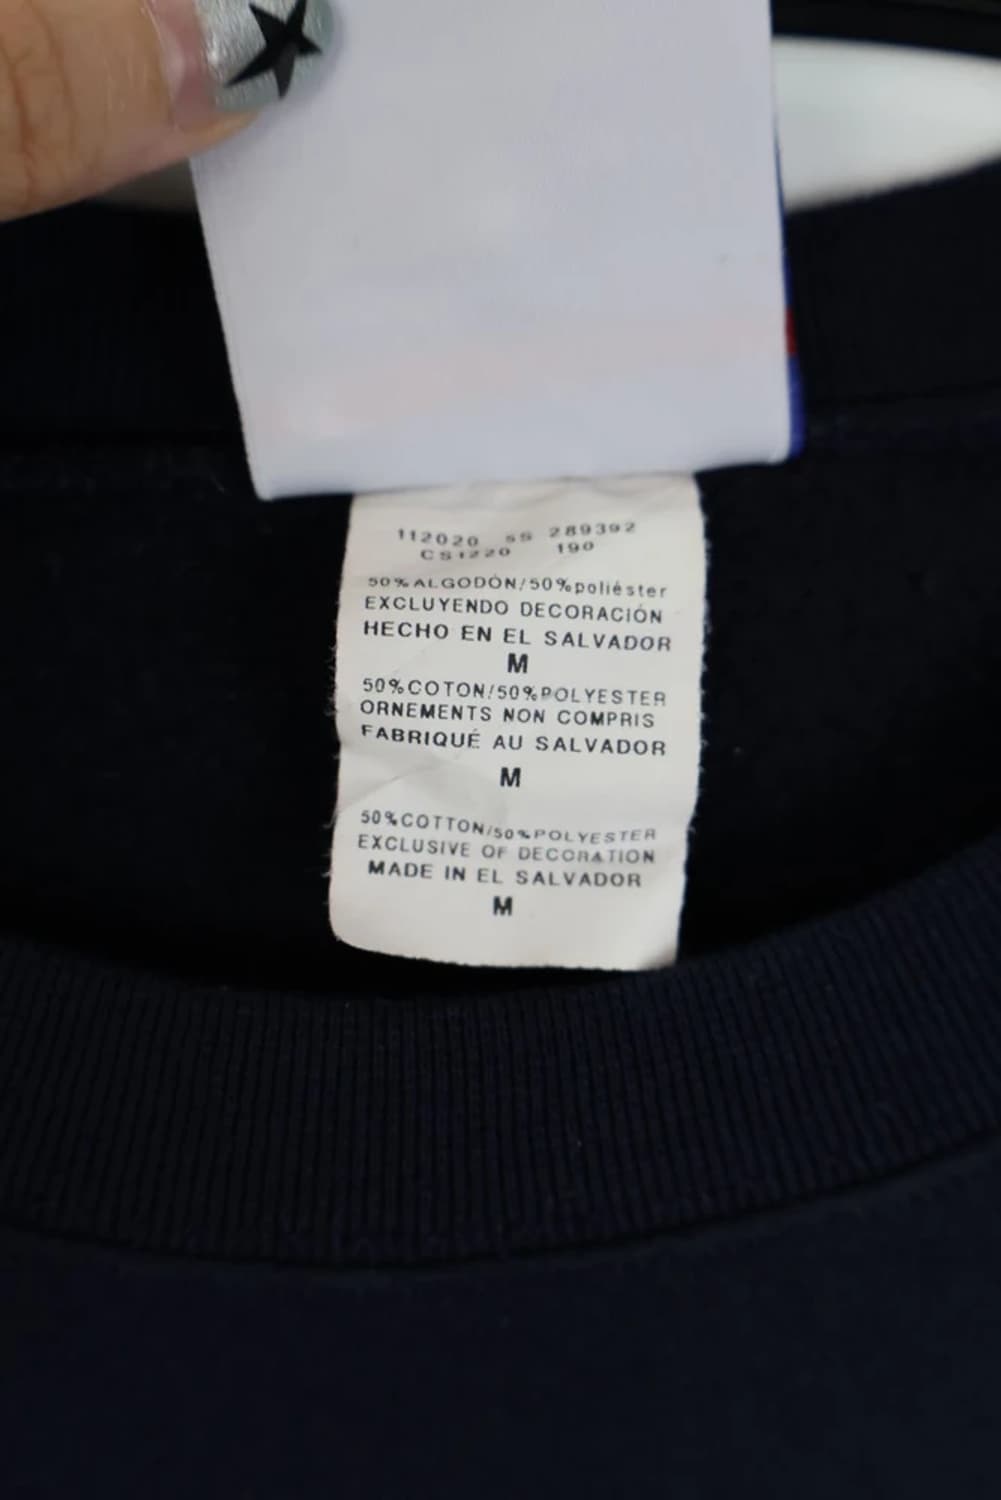 112020 SS 289392
CS1220 190
50%ALGODÓN/50%poliéster
EXCLUYENDO DECORACIÓN
HECHO EN EL SALVADOR
M
50%COTON/50%POLYESTER
ORNEMENTS NON COMPRIS
FABRIQUÉ AU SALVADOR
M
50%COTTON/50%POLYESTER
EXCLUSIVE OF DECORATION
MADE IN EL SALVADOR
M